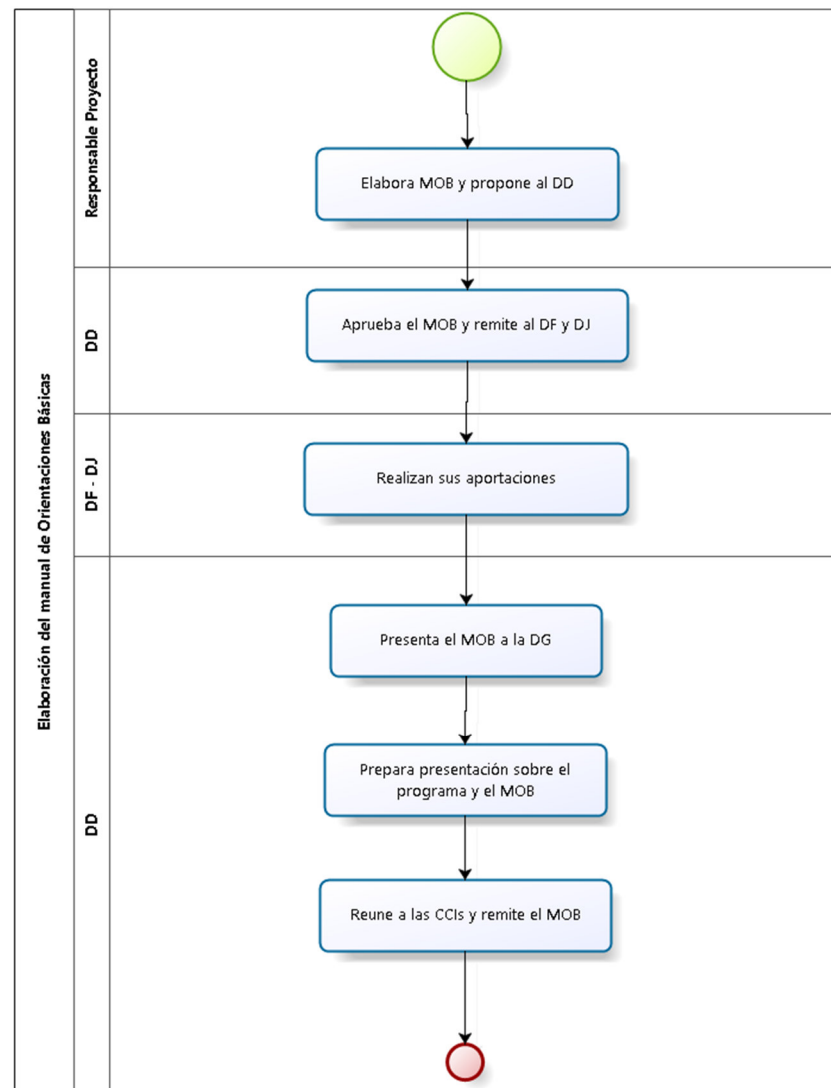 Elaboración del manual de Orientaciones Básicas
Responsable Proyecto
Elabora MOB y propone al DD
DD
Aprueba el MOB y remite al DF y DJ
DF - DJ
Realizan sus aportaciones
DD
Presenta el MOB a la DG
Prepara presentación sobre el
programa y el MOB
Reune a las CCIs y remite el MOB